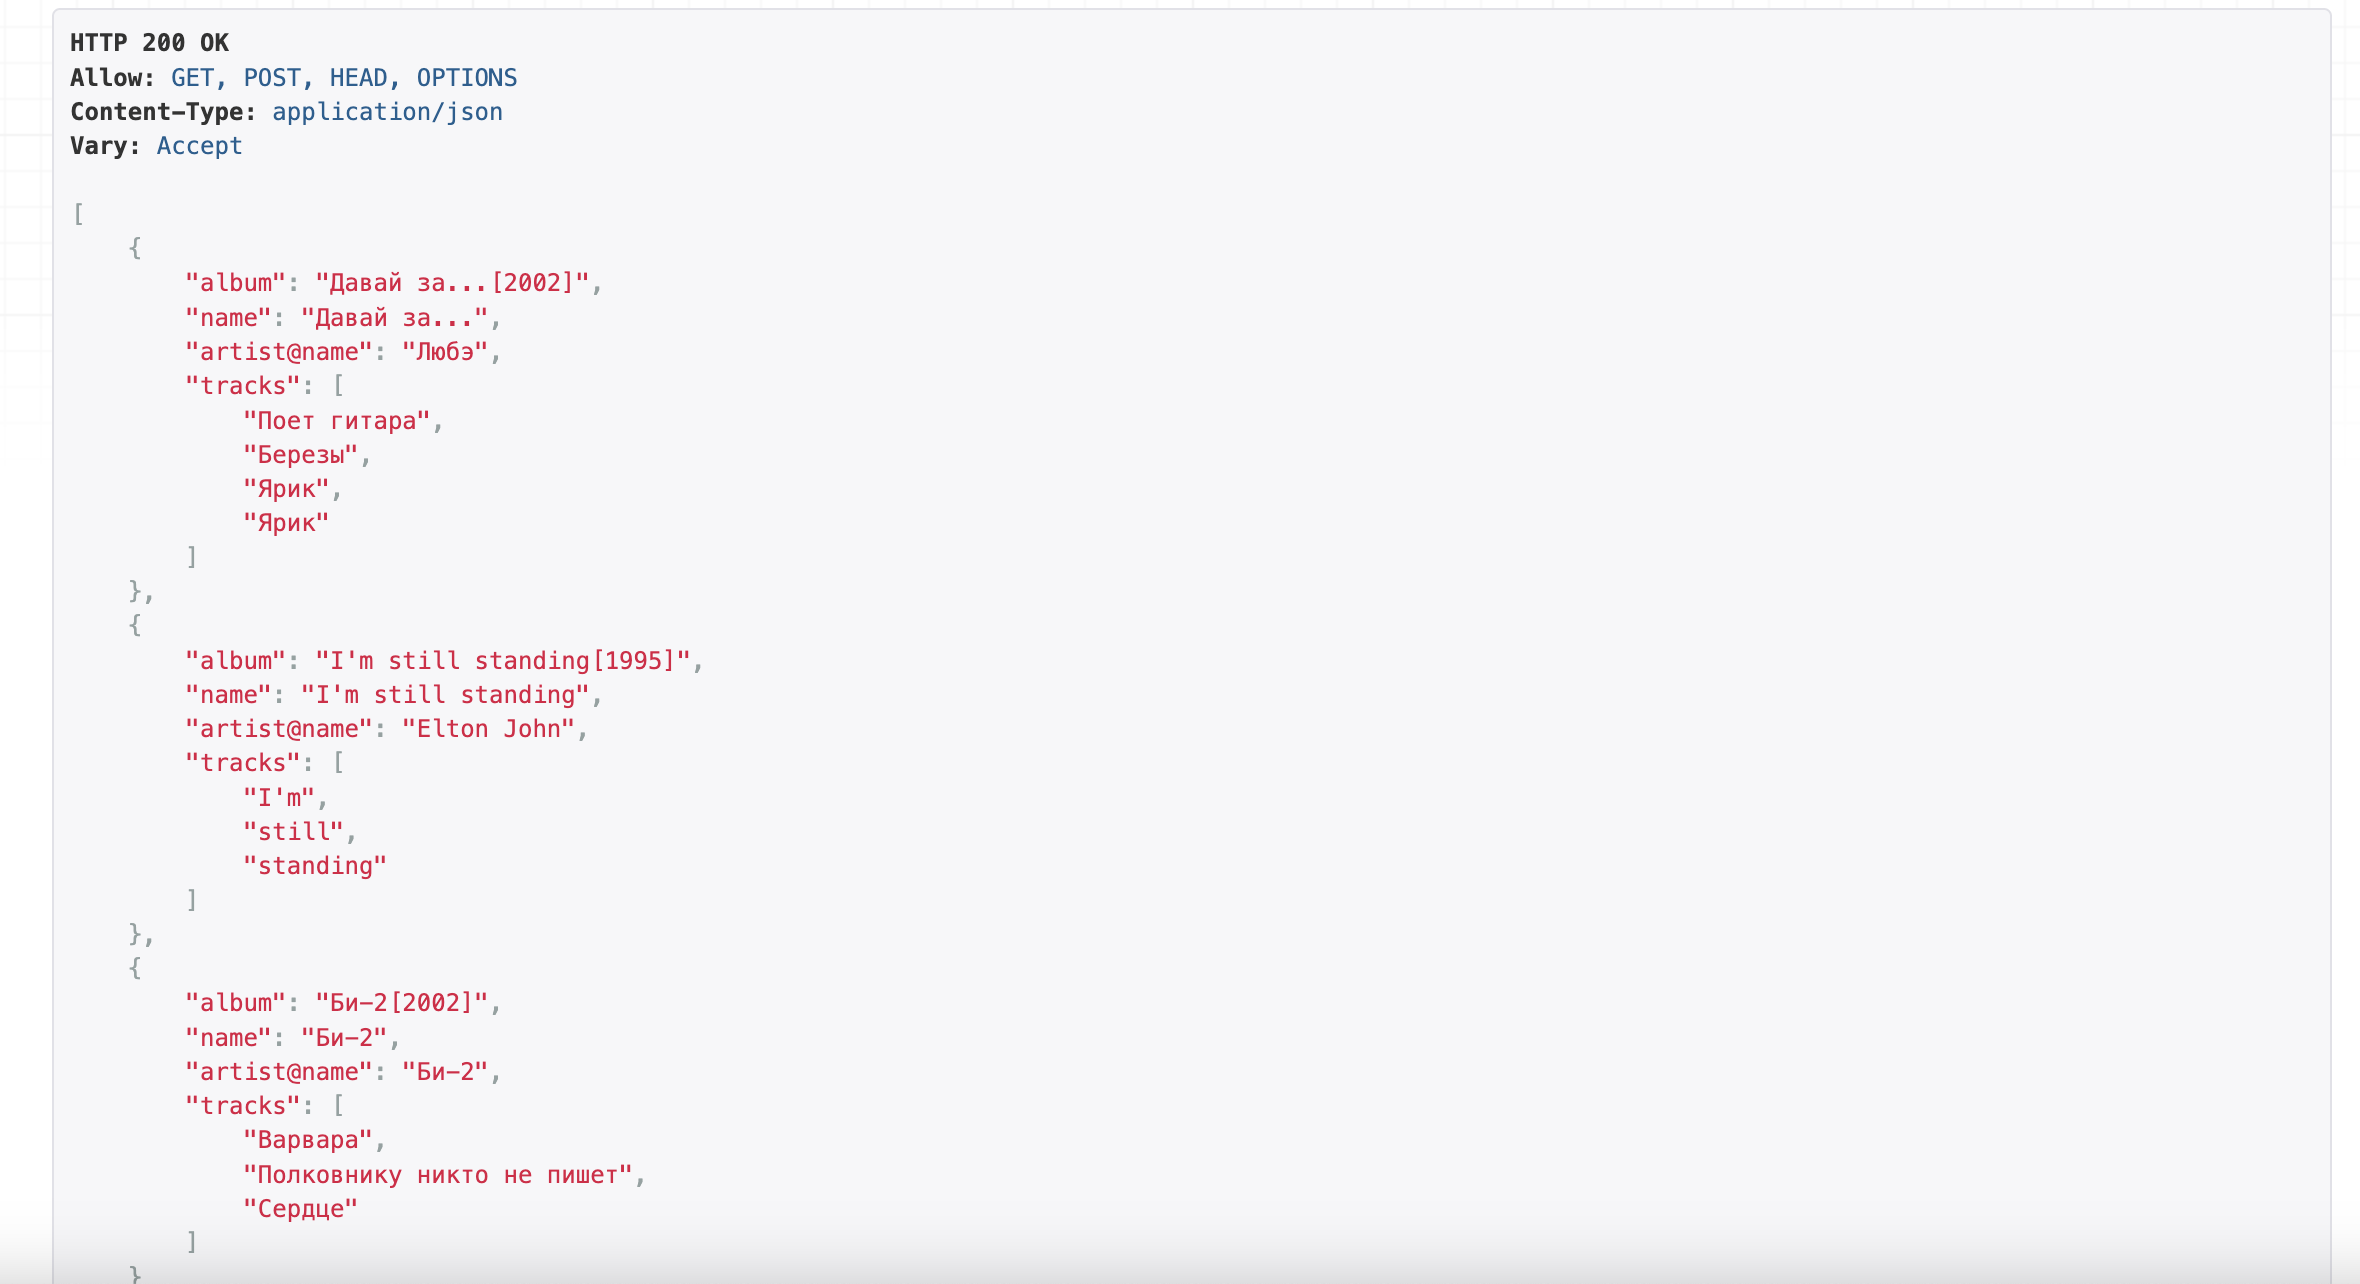 HTTP 200 OK
Allow: GET, POST, HEAD, OPTIONS
Content-Type: application/json
Vary: Accept
[
{
"album": "Давай за...[2002]",
"name": "Давай за...",
"artist@name": "Любэ",
"tracks": [
"Поет гитара",
"Березы",
"Ярик",
"Ярик"
]
},
{
"album": "I'm still standing[1995]",
"name": "I'm still standing",
"artist@name": "Elton John",
"tracks": [
"I'm",
"still",
"standing"
]
},
{
"album": "Би-2[2002]",
"name": "Би-2",
"artist@name": "Би-2",
"tracks": [
"Варвара",
"Полковнику никто не пишет",
"Сердце"
]
}